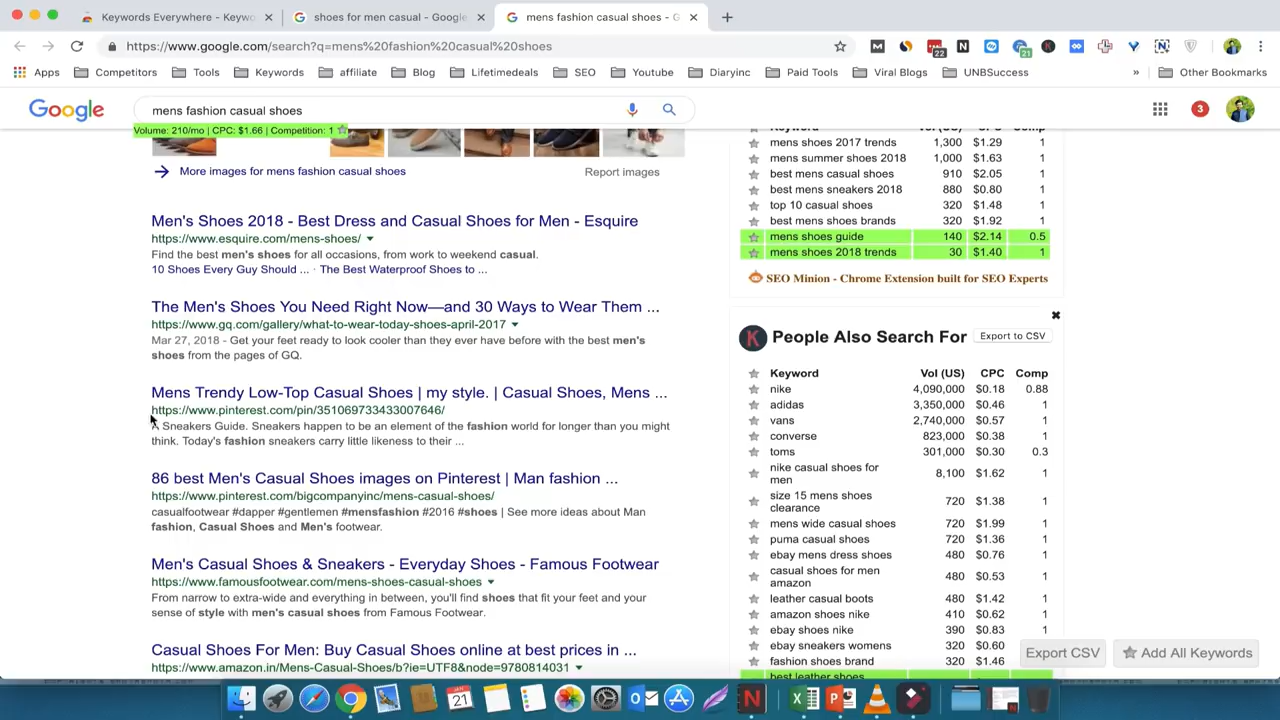 Keywords Everywhere - Keywo
shoes for men casual - Google
mens fashion casual shoes - G
https://www.google.com/search?q=mens%20fashion%20casual%20shoes
22
21
Apps
Competitors
Tools
Keywords
affiliate
Blog
Lifetimedeals
SEO
Youtube
Diaryinc
Paid Tools
Viral Blogs
UNBSuccess
»
Other Bookmarks
Google
mens fashion casual shoes
3
Volume: 210/mo | CPC: $1.66 | Competition: 1
More images for mens fashion casual shoes
Report images
Men's Shoes 2018 - Best Dress and Casual Shoes for Men - Esquire
https://www.esquire.com/mens-shoes/
Find the best men's shoes for all occasions, from work to weekend casual.
10 Shoes Every Guy Should ... · The Best Waterproof Shoes to ...
The Men's Shoes You Need Right Now—and 30 Ways to Wear Them ...
https://www.gq.com/gallery/what-to-wear-today-shoes-april-2017
Mar 27, 2018 - Get your feet ready to look cooler than they ever have before with the best men's
shoes from the pages of GQ.
Mens Trendy Low-Top Casual Shoes | my style. | Casual Shoes, Mens ...
https://www.pinterest.com/pin/351069733433007646/
A Sneakers Guide. Sneakers happen to be an element of the fashion world for longer than you might
think. Today's fashion sneakers carry little likeness to their ...
86 best Men's Casual Shoes images on Pinterest | Man fashion ...
https://www.pinterest.com/bigcompanyinc/mens-casual-shoes/
casualfootwear #dapper #gentlemen #mensfashion #2016 #shoes | See more ideas about Man
fashion, Casual Shoes and Men's footwear.
Men's Casual Shoes & Sneakers - Everyday Shoes - Famous Footwear
https://www.famousfootwear.com/mens-shoes-casual-shoes
From narrow to extra-wide and everything in between, you'll find shoes that fit your feet and your
sense of style with men's casual shoes from Famous Footwear.
Casual Shoes For Men: Buy Casual Shoes online at best prices in ...
https://www.amazon.in/Mens-Casual-Shoes/b?ie=UTF8&node=9780814031
Keyword Vol (US) CPC Comp
mens shoes 2017 trends 1,300 $1.29 1
mens summer shoes 2018 1,000 $1.63 1
best mens casual shoes 910 $2.05 1
best mens sneakers 2018 880 $0.80 1
top 10 casual shoes 320 $1.48 1
best mens shoes brands 320 $1.92 1
mens shoes guide 140 $2.14 0.5
mens shoes 2018 trends 30 $1.40 1
SEO Minion - Chrome Extension built for SEO Experts
K People Also Search For Export to CSV
Keyword Vol (US) CPC Comp
nike 4,090,000 $0.18 0.88
adidas 3,350,000 $0.46 1
vans 2,740,000 $0.57 1
converse 823,000 $0.38 1
toms 301,000 $0.30 0.3
nike casual shoes for
men 8,100 $1.62 1
size 15 mens shoes
clearance 720 $1.38 1
mens wide casual shoes 720 $1.99 1
puma casual shoes 720 $1.36 1
ebay mens dress shoes 480 $0.76 1
casual shoes for men
amazon 480 $0.53 1
leather casual boots 480 $1.42 1
amazon shoes nike 410 $0.62 1
ebay shoes nike 390 $0.83 1
ebay sneakers womens 320 $0.60 1
fashion shoes brand 320 $1.46 1
best leather shoes
Export CSV
Add All Keywords
21